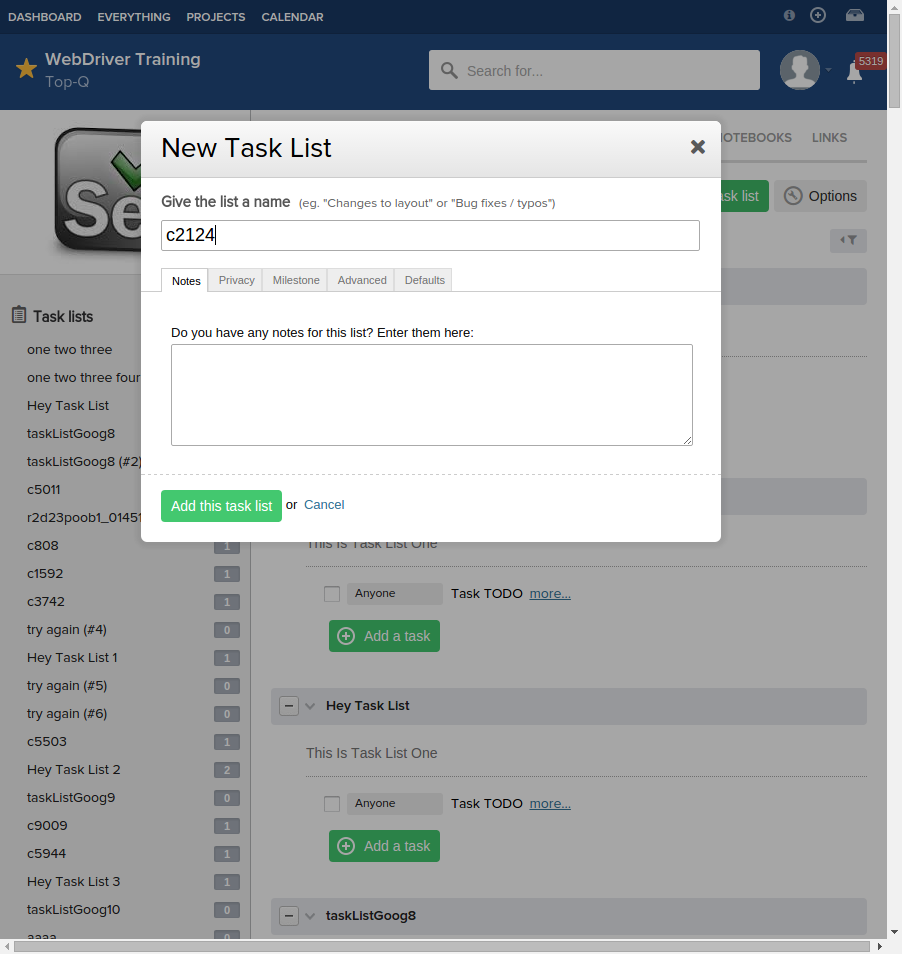 DASHBOARD EVERYTHING PROJECTS CALENDAR
WebDriver Training
Top-Q
Search for...
5319
New Task List
NOTEBOOKS LINKS
Give the list a name (eg. "Changes to layout" or "Bug fixes / typos")
task list Options
c2124
Notes Privacy Milestone Advanced Defaults
Do you have any notes for this list? Enter them here:
Add this task list or Cancel
Se
Task lists
one two three
one two three four
Hey Task List
taskListGoog8
taskListGoog8 (#2)
c5011
r2d23poob1_01451
c808 1
c1592 1
c3742 1
try again (#4) 0
Hey Task List 1 1
try again (#5) 0
try again (#6) 0
c5503 1
Hey Task List 2 2
taskListGoog9 0
c9009 1
c5944 1
Hey Task List 3 1
taskListGoog10 0
aaaa 0
This Is Task List One
Anyone Task TODO more...
Add a task
Hey Task List
This Is Task List One
Anyone Task TODO more...
Add a task
taskListGoog8